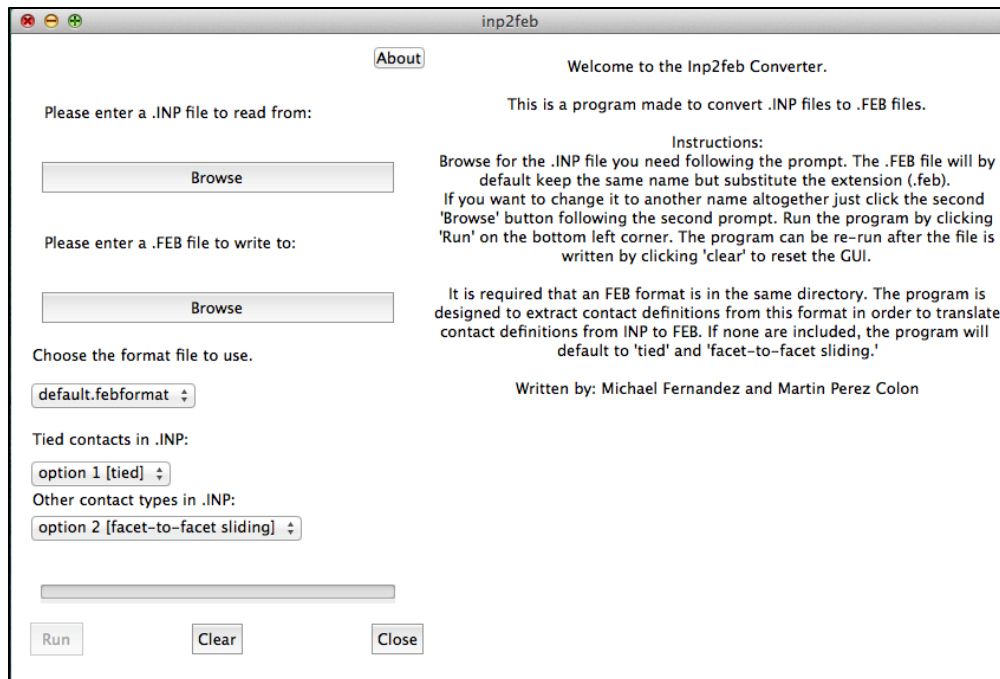 inp2feb
About
Please enter a .INP file to read from:
Browse
Please enter a .FEB file to write to:
Browse
Choose the format file to use.
default.febformat
Tied contacts in .INP:
option 1 [tied]
Other contact types in .INP:
option 2 [facet-to-facet sliding]
Run
Clear
Close
Welcome to the Inp2feb Converter.
This is a program made to convert .INP files to .FEB files.
Instructions:
Browse for the .INP file you need following the prompt. The .FEB file will by
default keep the same name but substitute the extension (.feb).
If you want to change it to another name altogether just click the second
'Browse' button following the second prompt. Run the program by clicking
'Run' on the bottom left corner. The program can be re-run after the file is
written by clicking 'clear' to reset the GUI.
It is required that an FEB format is in the same directory. The program is
designed to extract contact definitions from this format in order to translate
contact definitions from INP to FEB. If none are included, the program will
default to 'tied' and 'facet-to-facet sliding.'
Written by: Michael Fernandez and Martin Perez Colon